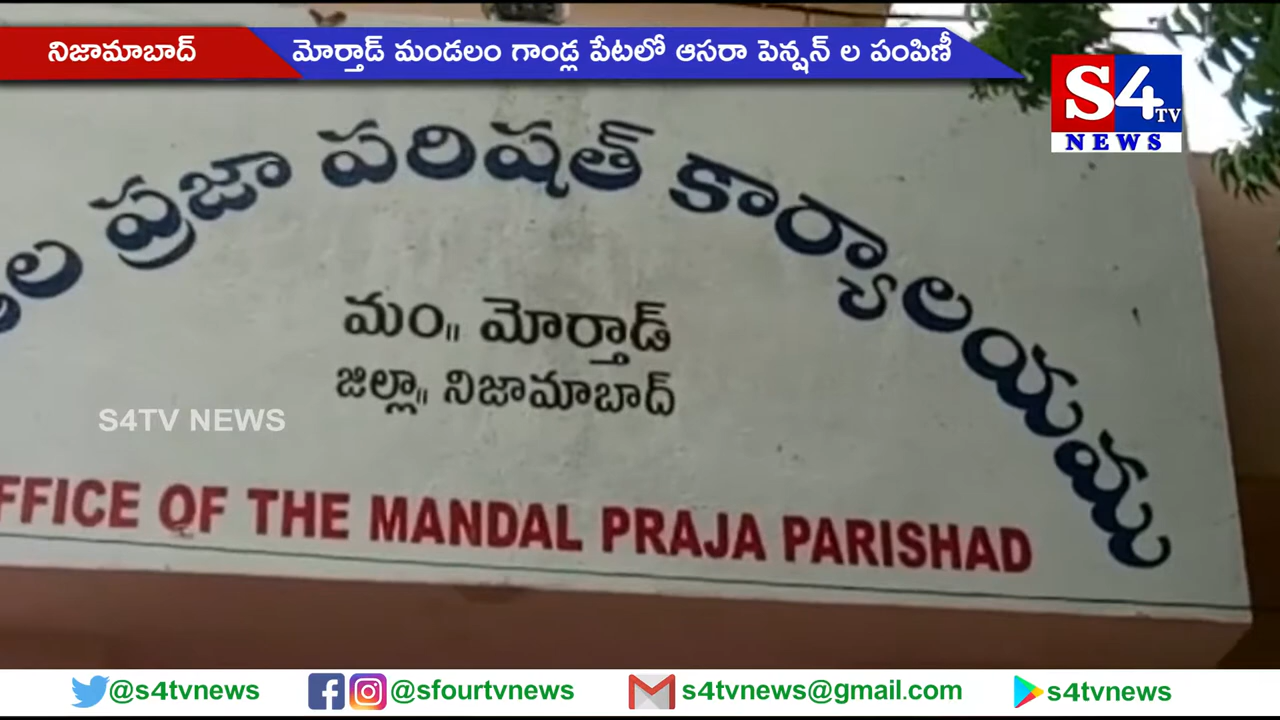 నిజామాబాద్
మోర్తాడ్ మండలం గాండ్ల పేటలో ఆసరా పెన్షన్ ల పంపిణీ
S4 TV
NEWS
ప్రజా పరిషత్ కార్యాలయము
మం॥ మోర్తాడ్
జిల్లా॥ నిజామాబాద్
S4TV NEWS
OF THE MANDAL PRAJA PARISHAD
@s4tvnews @sfourtvnews s4tvnews@gmail.com s4tvnews